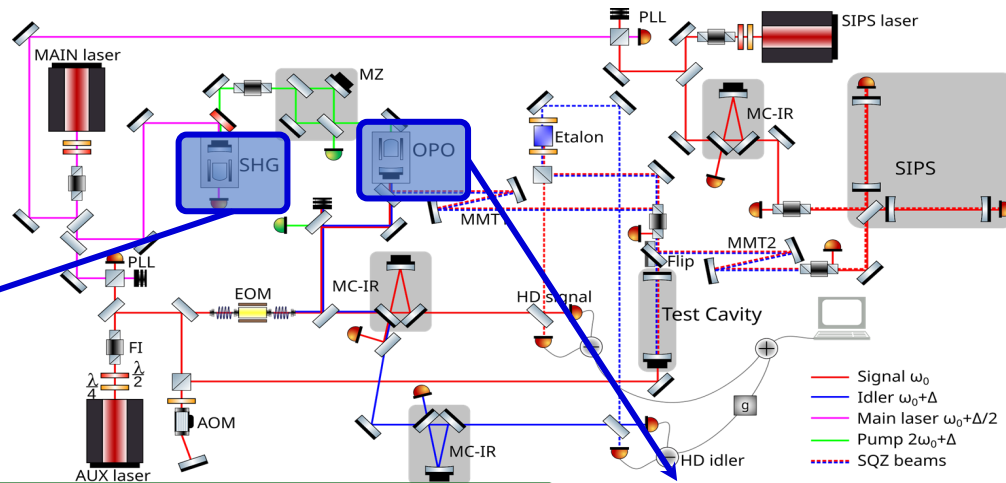 PLL
SIPS laser
MAIN laser
MZ
MC-IR
Etalon
SHG
OPO
SIPS
MMT
MMT2
PLL
Flip
EOM
MC-IR
HD signal
Test Cavity
FI
λ/2
λ/4
AOM
g
Signal ω₀
Idler ω₀+Δ
Main laser ω₀+Δ/2
Pump 2ω₀+Δ
SQZ beams
MC-IR
HD idler
AUX laser